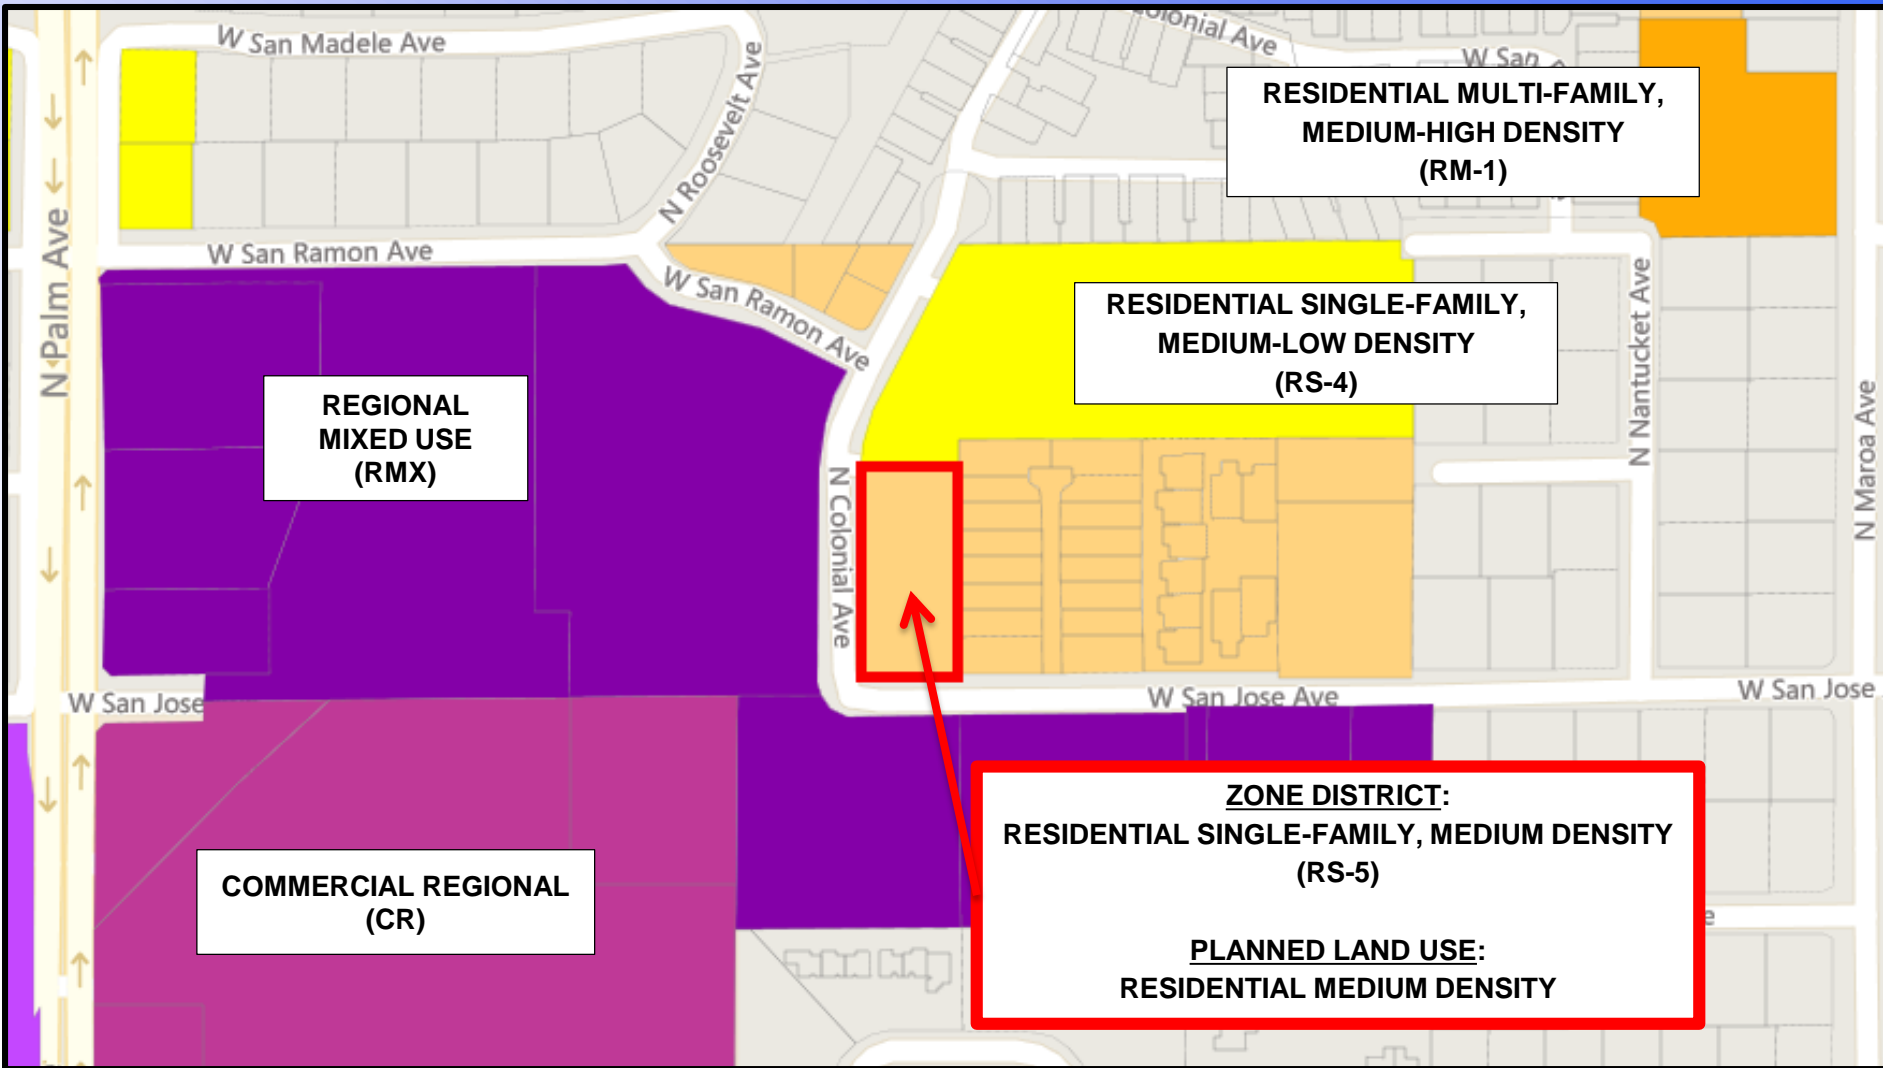 W San Madele Ave
Colonial Ave
W San
RESIDENTIAL MULTI-FAMILY,
MEDIUM-HIGH DENSITY
(RM-1)
N Roosevelt Ave
N Palm Ave
W San Ramon Ave
W San Ramon Ave
RESIDENTIAL SINGLE-FAMILY,
MEDIUM-LOW DENSITY
(RS-4)
N Nantucket Ave
N Maroa Ave
REGIONAL
MIXED USE
(RMX)
N Colonial Ave
W San Jose
W San Jose Ave
W San Jose
ZONE DISTRICT:
RESIDENTIAL SINGLE-FAMILY, MEDIUM DENSITY
(RS-5)
PLANNED LAND USE:
RESIDENTIAL MEDIUM DENSITY
COMMERCIAL REGIONAL
(CR)